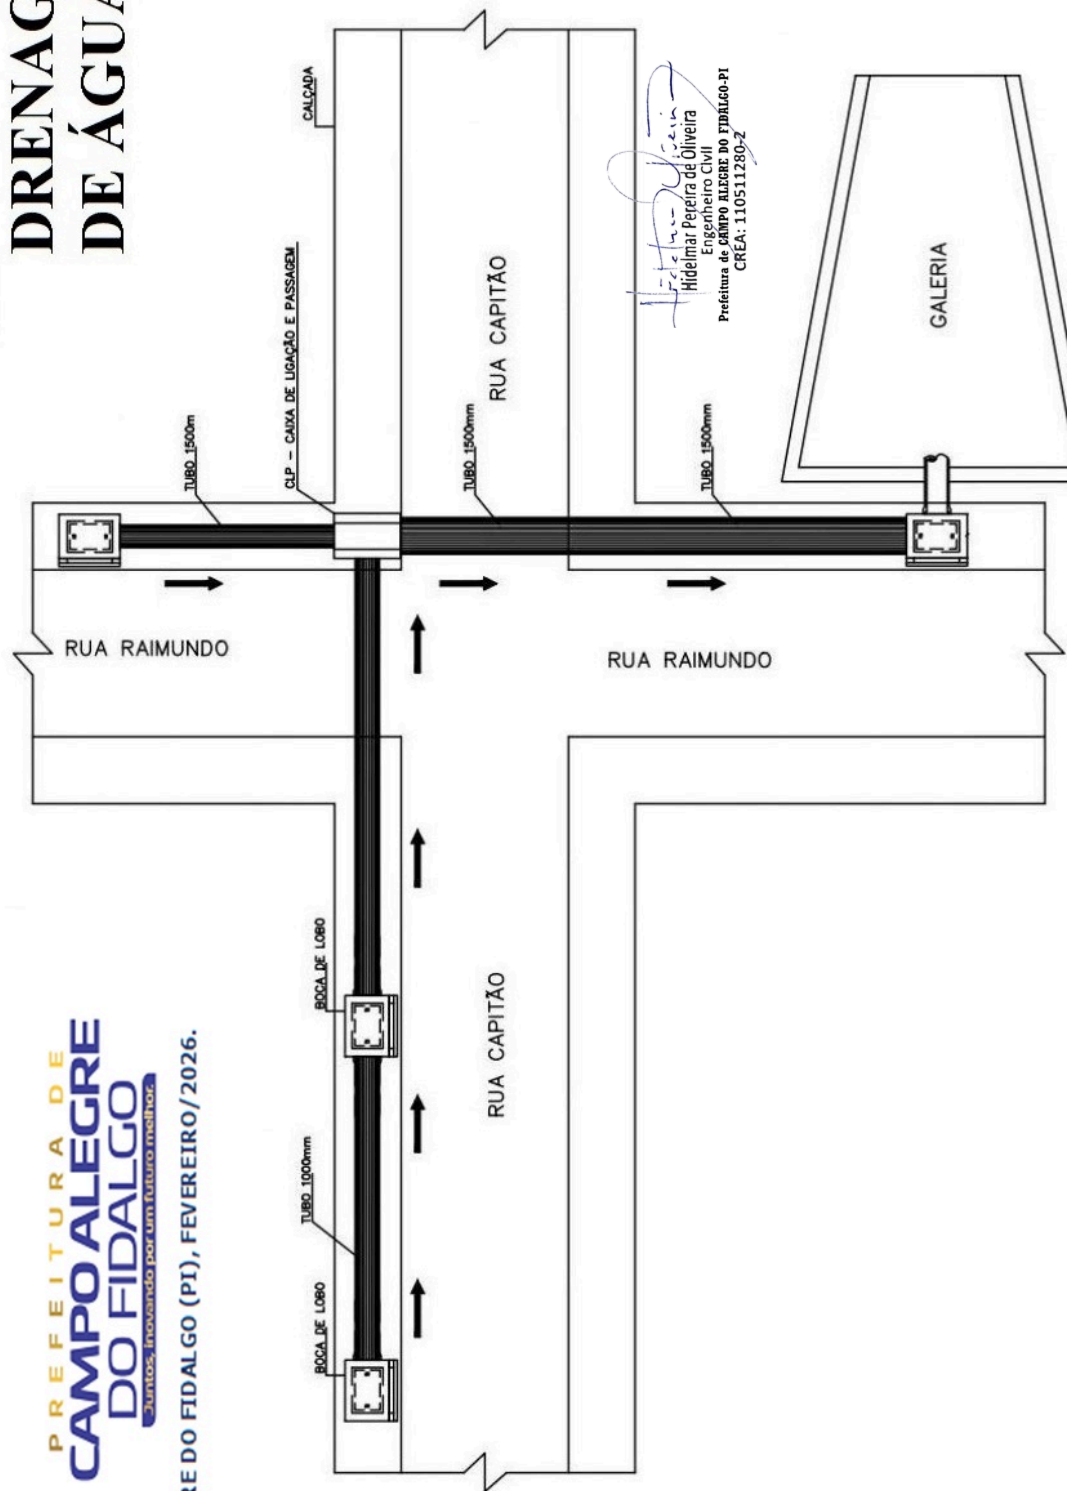 DRENAG
DE ÁGUA
PREFEITURA DE
CAMPO ALEGRE
DO FIDALGO
Juntos, inovando por um futuro melhor.
RE DO FIDALGO (PI), FEVEREIRO/2026.
BOCA DE LOBO
TUBO 1000mm
BOCA DE LOBO
CLP - CAIXA DE LIGAÇÃO E PASSAGEM
CALÇADA
TUBO 1500m
TUBO 1500mm
TUBO 1500mm
RUA CAPITÃO
RUA CAPITÃO
RUA RAIMUNDO
RUA RAIMUNDO
Hidelmar Pereira de Oliveira
Engenheiro Civil
Prefeitura de CAMPO ALEGRE DO FIDALGO-PI
CREA: 110511280-2
GALERIA